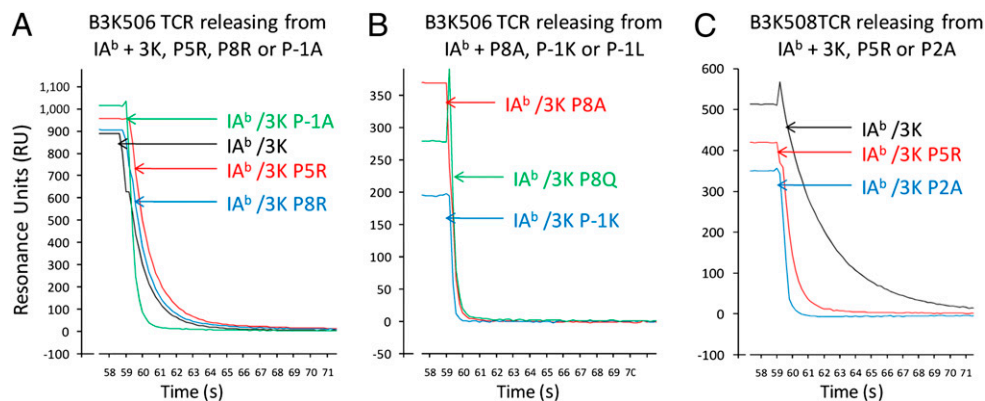 A
B3K506 TCR releasing from
IAᵇ + 3K, P5R, P8R or P-1A
Resonance Units (RU)
1,100
1,000
900
800
700
600
500
400
300
200
100
0
-100
IAᵇ /3K P-1A
IAᵇ /3K
IAᵇ /3K P5R
IAᵇ /3K P8R
58 59 60 61 62 63 64 65 66 67 68 69 70 71
Time (s)
B
B3K506 TCR releasing from
IAᵇ + P8A, P-1K or P-1L
350
300
250
200
150
100
50
0
-50
IAᵇ /3K P8A
IAᵇ /3K P8Q
IAᵇ /3K P-1K
58 59 60 61 62 63 64 65 66 67 68 69
Time (s)
C
B3K508TCR releasing from
IAᵇ + 3K, P5R or P2A
600
500
400
300
200
100
0
-100
IAᵇ /3K
IAᵇ /3K P5R
IAᵇ /3K P2A
58 59 60 61 62 63 64 65 66 67 68 69 70 71
Time (s)